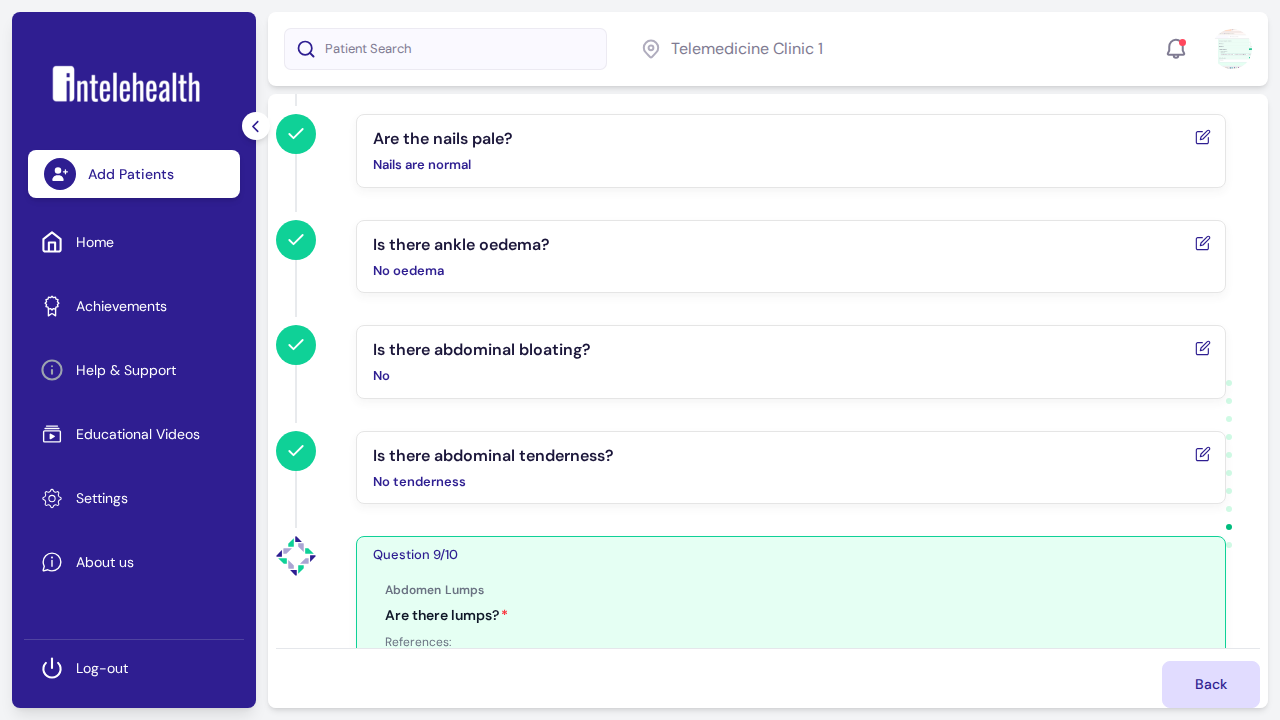 intelehealth
Patient Search
Telemedicine Clinic 1
Add Patients
Home
Achievements
Help & Support
Educational Videos
Settings
About us
Log-out
Are the nails pale?
Nails are normal
Is there ankle oedema?
No oedema
Is there abdominal bloating?
No
Is there abdominal tenderness?
No tenderness
Question 9/10
Abdomen Lumps
Are there lumps? *
References:
Back